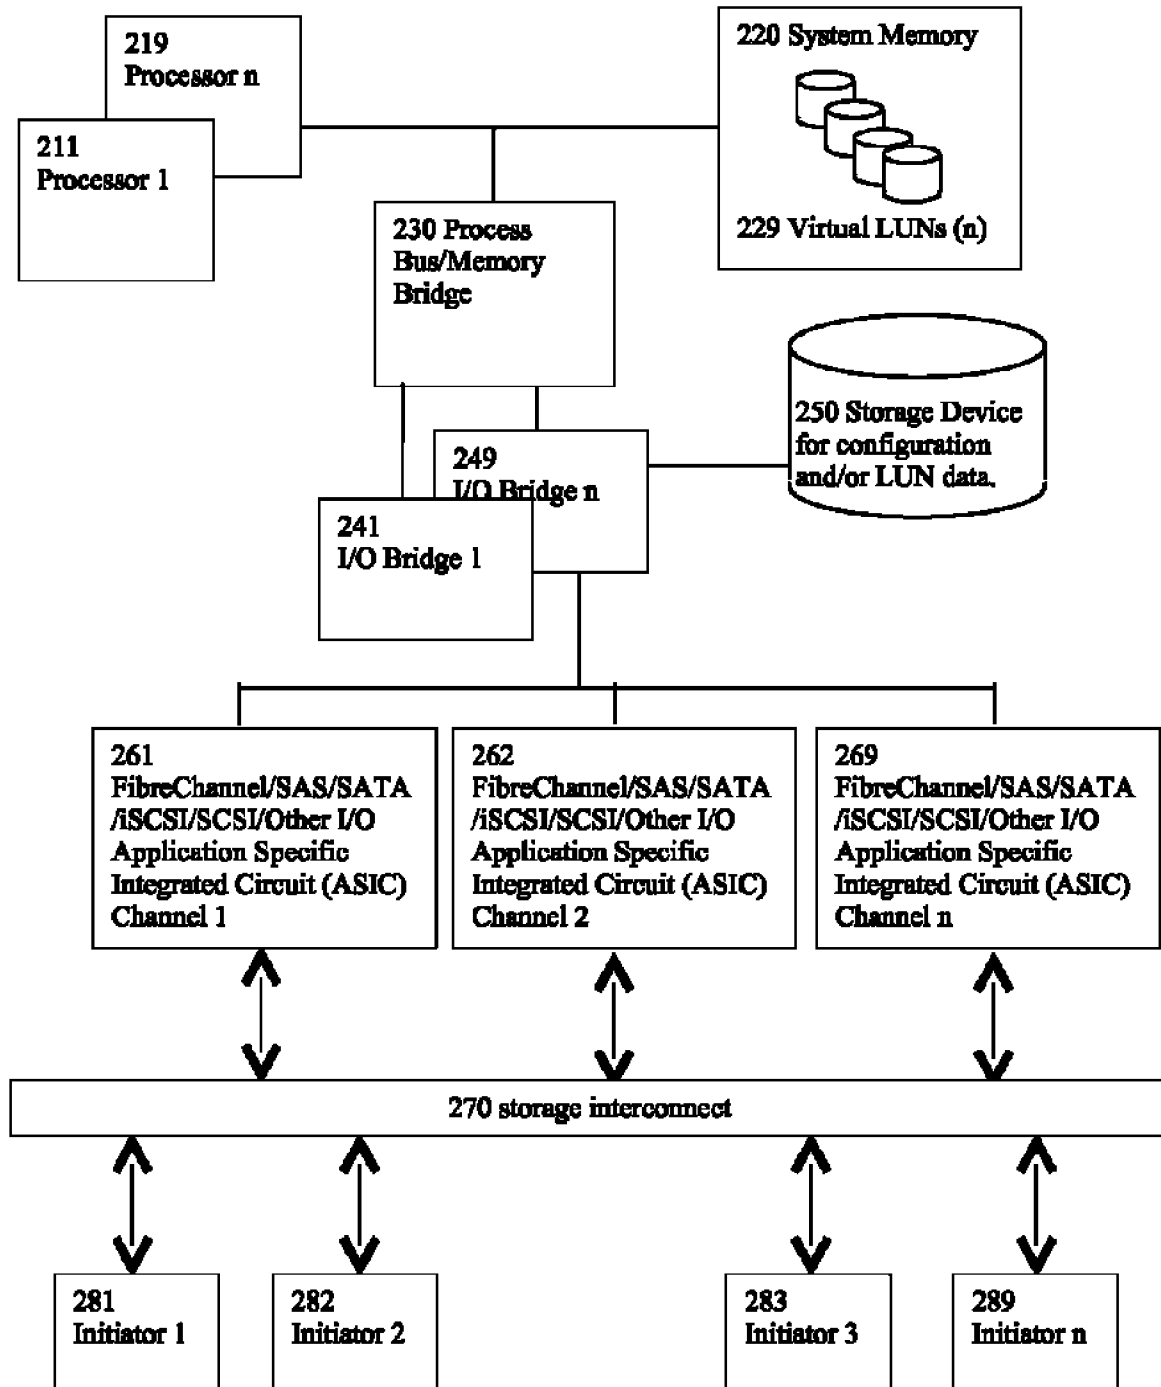 219
Processor n
211
Processor 1
220 System Memory
229 Virtual LUNs (n)
230 Process
Bus/Memory
Bridge
250 Storage Device
for configuration
and/or LUN data.
249
I/O Bridge n
241
I/O Bridge 1
261
FibreChannel/SAS/SATA
/iSCSI/SCSI/Other I/O
Application Specific
Integrated Circuit (ASIC)
Channel 1
262
FibreChannel/SAS/SATA
/iSCSI/SCSI/Other I/O
Application Specific
Integrated Circuit (ASIC)
Channel 2
269
FibreChannel/SAS/SATA
/iSCSI/SCSI/Other I/O
Application Specific
Integrated Circuit (ASIC)
Channel n
270 storage interconnect
281
Initiator 1
282
Initiator 2
283
Initiator 3
289
Initiator n